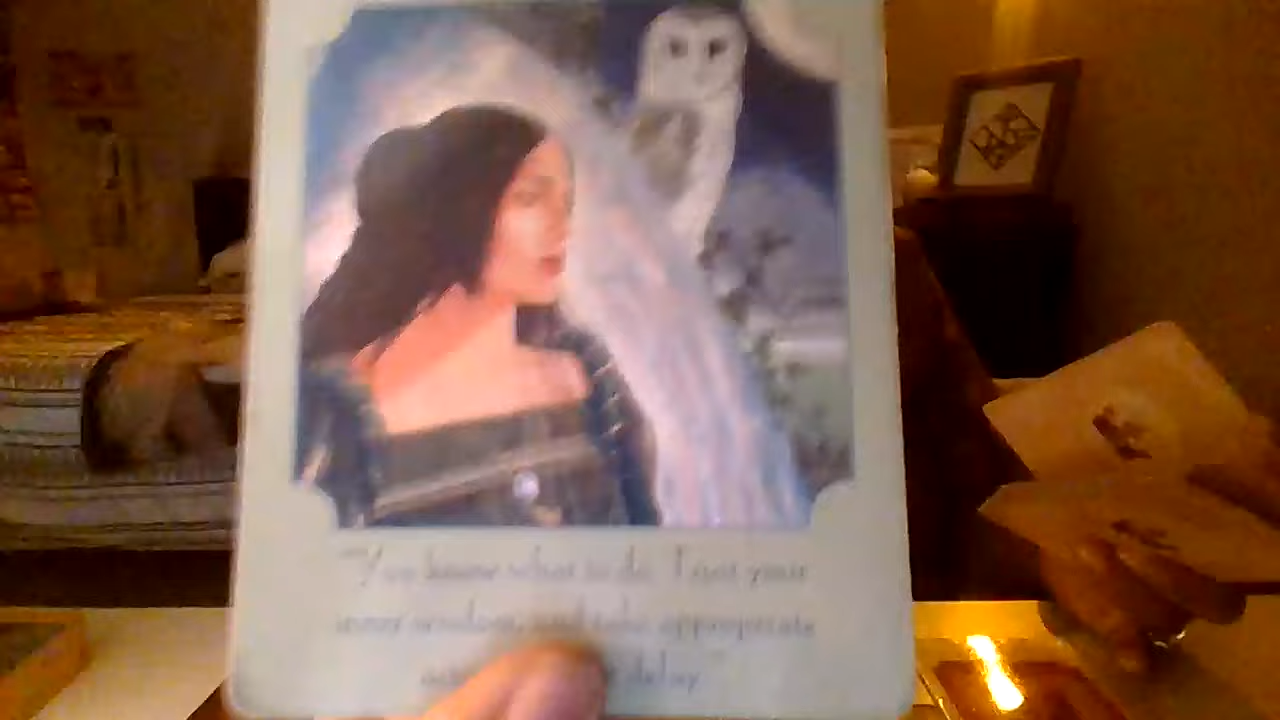 "You know what to do. Trust your
inner wisdom, and take appropriate
delay